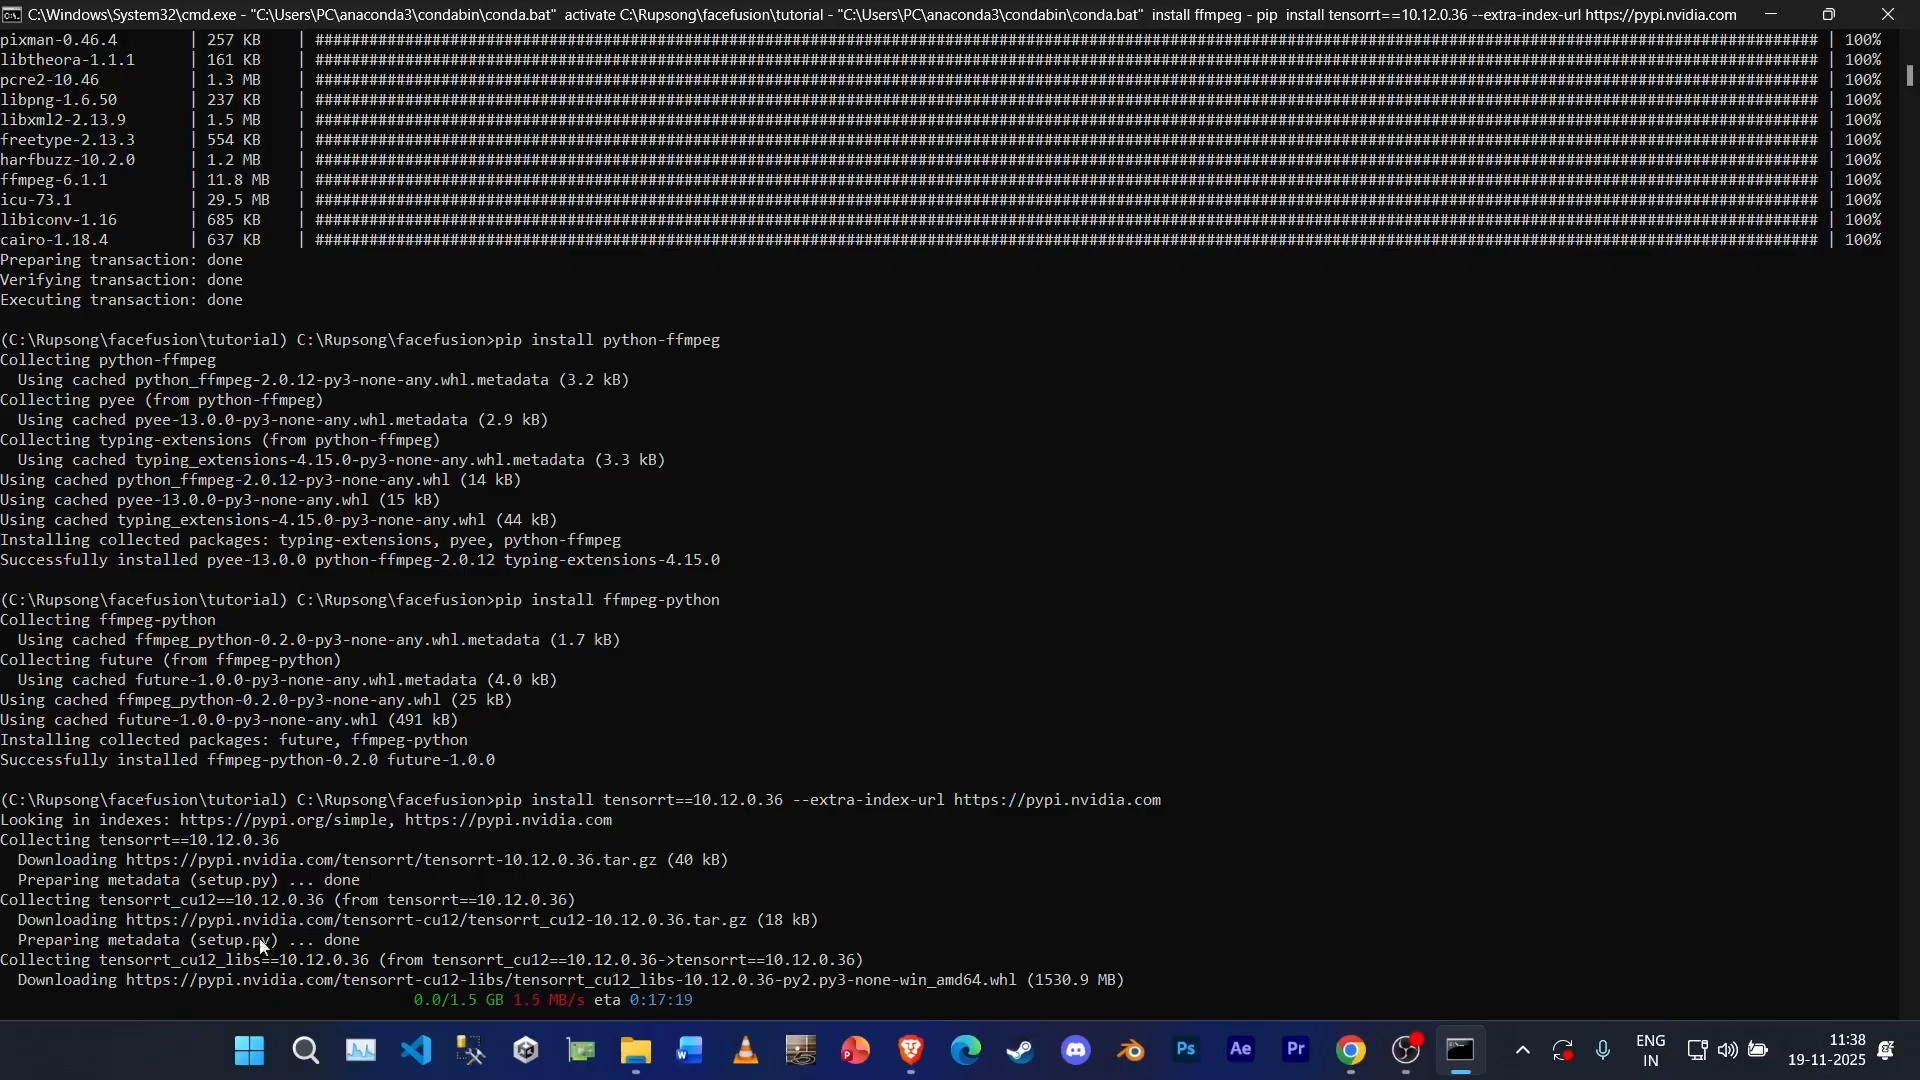 C:\Windows\System32\cmd.exe - "C:\Users\PC\anaconda3\condabin\conda.bat" activate C:\Rupsong\facefusion\tutorial - "C:\Users\PC\anaconda3\condabin\conda.bat" install ffmpeg - pip install tensorrt==10.12.0.36 --extra-index-url https://pypi.nvidia.com
pixman-0.46.4 | 257 KB | ####### | 100%
libtheora-1.1.1 | 161 KB | ####### | 100%
pcre2-10.46 | 1.3 MB | ####### | 100%
libpng-1.6.50 | 237 KB | ####### | 100%
libxml2-2.13.9 | 1.5 MB | ####### | 100%
freetype-2.13.3 | 554 KB | ####### | 100%
harfbuzz-10.2.0 | 1.2 MB | ####### | 100%
ffmpeg-6.1.1 | 11.8 MB | ####### | 100%
icu-73.1 | 29.5 MB | ####### | 100%
libiconv-1.16 | 685 KB | ####### | 100%
cairo-1.18.4 | 637 KB | ####### | 100%
Preparing transaction: done
Verifying transaction: done
Executing transaction: done
(C:\Rupsong\facefusion\tutorial) C:\Rupsong\facefusion>pip install python-ffmpeg
Collecting python-ffmpeg
Using cached python_ffmpeg-2.0.12-py3-none-any.whl.metadata (3.2 kB)
Collecting pyee (from python-ffmpeg)
Using cached pyee-13.0.0-py3-none-any.whl.metadata (2.9 kB)
Collecting typing-extensions (from python-ffmpeg)
Using cached typing_extensions-4.15.0-py3-none-any.whl.metadata (3.3 kB)
Using cached python_ffmpeg-2.0.12-py3-none-any.whl (14 kB)
Using cached pyee-13.0.0-py3-none-any.whl (15 kB)
Using cached typing_extensions-4.15.0-py3-none-any.whl (44 kB)
Installing collected packages: typing-extensions, pyee, python-ffmpeg
Successfully installed pyee-13.0.0 python-ffmpeg-2.0.12 typing-extensions-4.15.0
(C:\Rupsong\facefusion\tutorial) C:\Rupsong\facefusion>pip install ffmpeg-python
Collecting ffmpeg-python
Using cached ffmpeg_python-0.2.0-py3-none-any.whl.metadata (1.7 kB)
Collecting future (from ffmpeg-python)
Using cached future-1.0.0-py3-none-any.whl.metadata (4.0 kB)
Using cached ffmpeg_python-0.2.0-py3-none-any.whl (25 kB)
Using cached future-1.0.0-py3-none-any.whl (491 kB)
Installing collected packages: future, ffmpeg-python
Successfully installed ffmpeg-python-0.2.0 future-1.0.0
(C:\Rupsong\facefusion\tutorial) C:\Rupsong\facefusion>pip install tensorrt==10.12.0.36 --extra-index-url https://pypi.nvidia.com
Looking in indexes: https://pypi.org/simple, https://pypi.nvidia.com
Collecting tensorrt==10.12.0.36
Downloading https://pypi.nvidia.com/tensorrt/tensorrt-10.12.0.36.tar.gz (40 kB)
Preparing metadata (setup.py) ... done
Collecting tensorrt_cu12==10.12.0.36 (from tensorrt==10.12.0.36)
Downloading https://pypi.nvidia.com/tensorrt-cu12/tensorrt_cu12-10.12.0.36.tar.gz (18 kB)
Preparing metadata (setup.py) ... done
Collecting tensorrt_cu12_libs==10.12.0.36 (from tensorrt_cu12==10.12.0.36->tensorrt==10.12.0.36)
Downloading https://pypi.nvidia.com/tensorrt-cu12-libs/tensorrt_cu12_libs-10.12.0.36-py2.py3-none-win_amd64.whl (1530.9 MB)
0.0/1.5 GB 1.5 MB/s eta 0:17:19
W P Ps Ae Pr
ENG
IN
11:38
19-11-2025